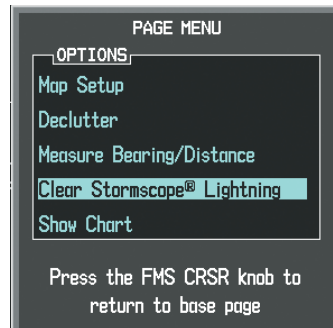 PAGE MENU
OPTIONS
Map Setup
Declutter
Measure Bearing/Distance
Clear Stormscope® Lightning
Show Chart
Press the FMS CRSR knob to
return to base page